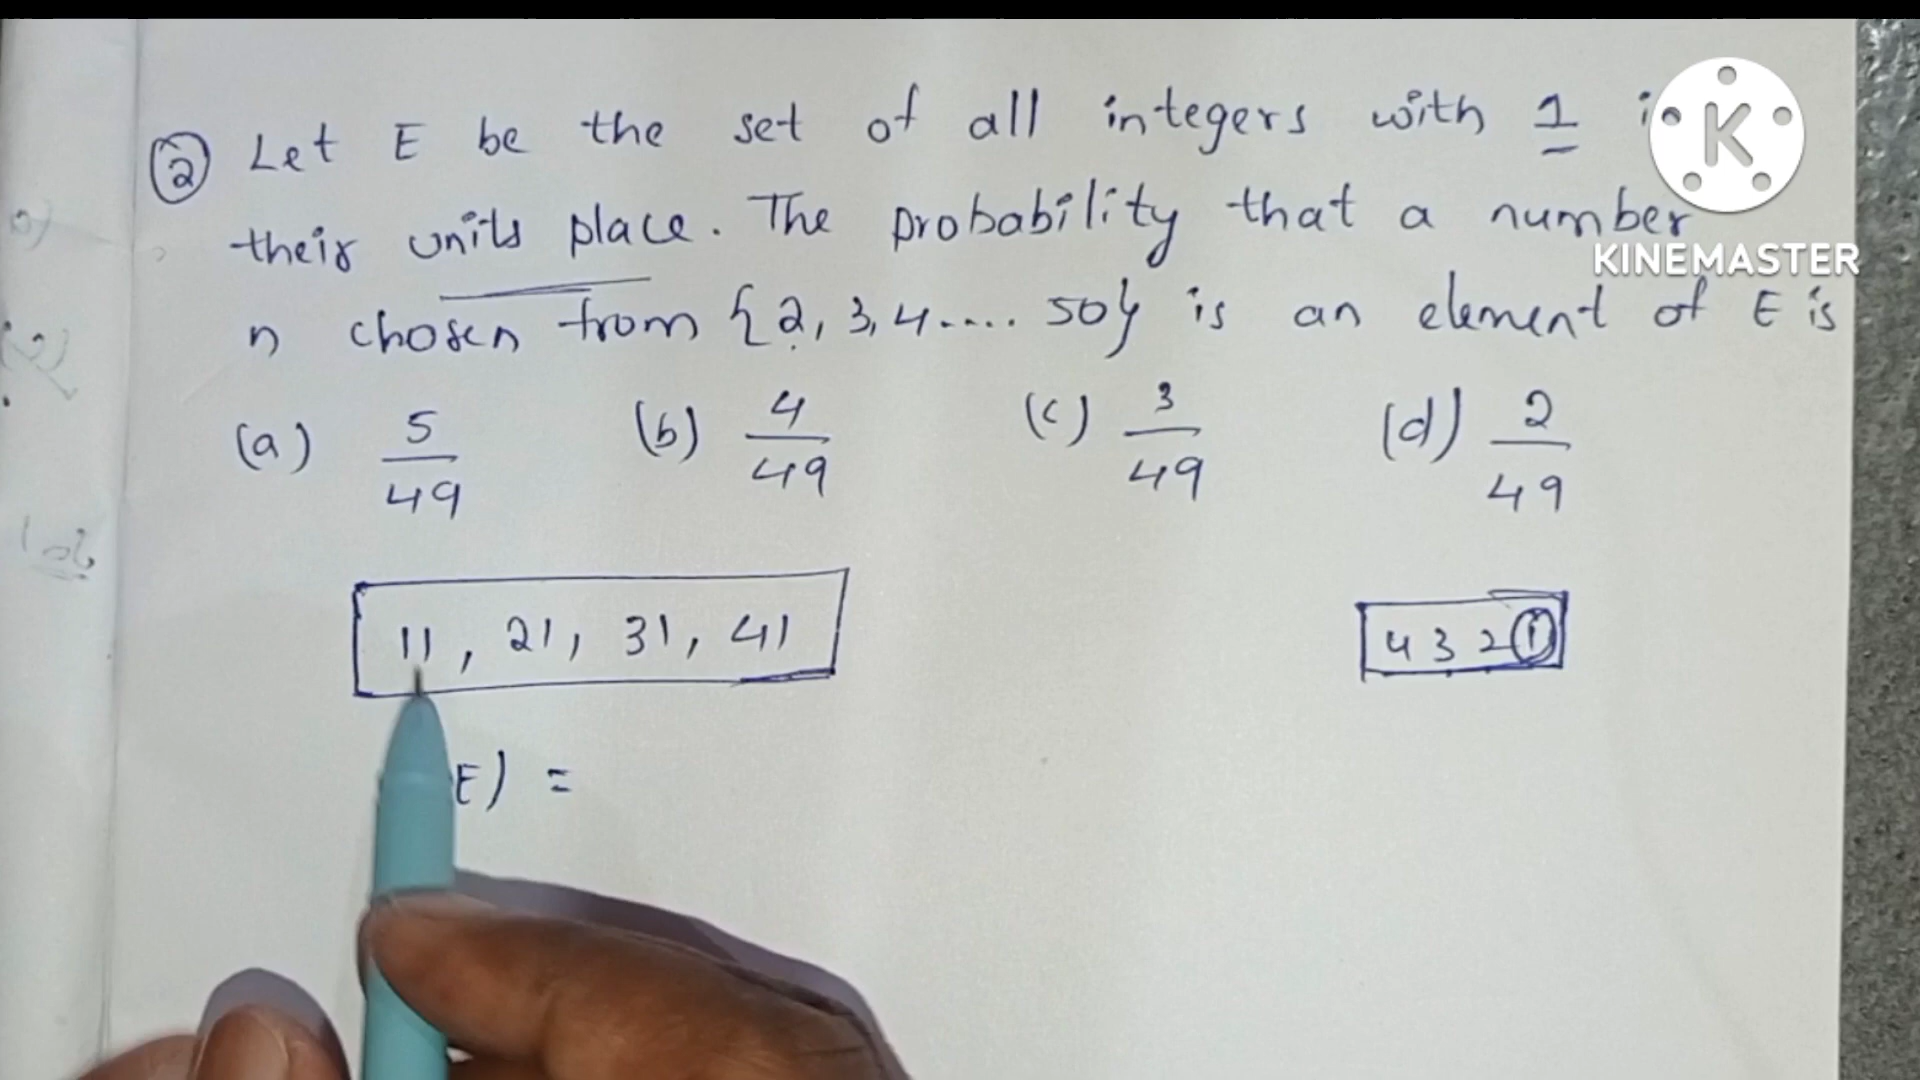 ② Let E be the set of all integers with 1
their units place. The probability that a number
n chosen from {2, 3, 4.... 50} is an element of E is
(a) 5/49 (b) 4/49 (c) 3/49 (d) 2/49
11, 21, 31, 41
4 3 2 1
E) =
K
KINEMASTER